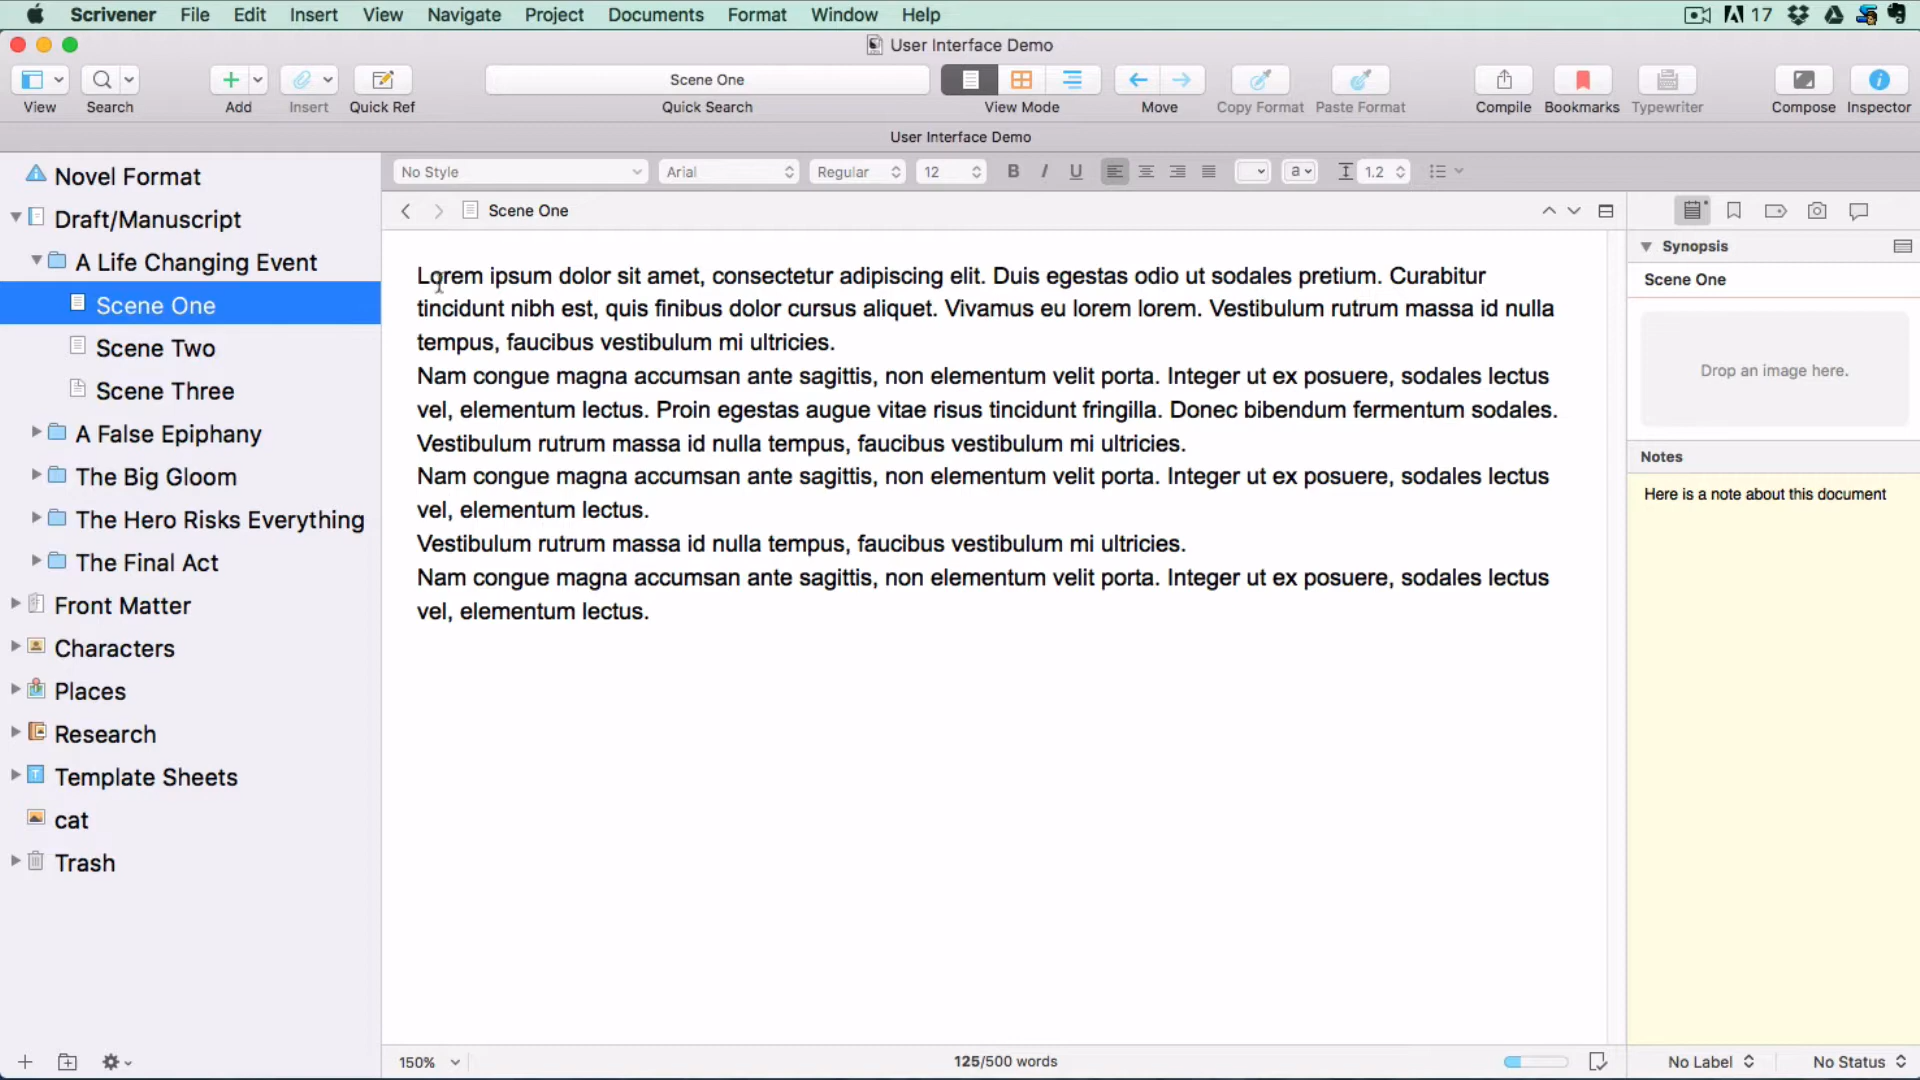 Scrivener File Edit Insert View Navigate Project Documents Format Window Help 17
User Interface Demo
Scene One
View Search Add Insert Quick Ref Quick Search View Mode Move Copy Format Paste Format Compile Bookmarks Typewriter Compose Inspector
User Interface Demo
No Style Arial Regular 12 B I U a 1.2
Scene One
Novel Format
Draft/Manuscript
A Life Changing Event
Scene One
Scene Two
Scene Three
A False Epiphany
The Big Gloom
The Hero Risks Everything
The Final Act
Front Matter
Characters
Places
Research
Template Sheets
cat
Trash
Lorem ipsum dolor sit amet, consectetur adipiscing elit. Duis egestas odio ut sodales pretium. Curabitur
tincidunt nibh est, quis finibus dolor cursus aliquet. Vivamus eu lorem lorem. Vestibulum rutrum massa id nulla
tempus, faucibus vestibulum mi ultricies.
Nam congue magna accumsan ante sagittis, non elementum velit porta. Integer ut ex posuere, sodales lectus
vel, elementum lectus. Proin egestas augue vitae risus tincidunt fringilla. Donec bibendum fermentum sodales.
Vestibulum rutrum massa id nulla tempus, faucibus vestibulum mi ultricies.
Nam congue magna accumsan ante sagittis, non elementum velit porta. Integer ut ex posuere, sodales lectus
vel, elementum lectus.
Vestibulum rutrum massa id nulla tempus, faucibus vestibulum mi ultricies.
Nam congue magna accumsan ante sagittis, non elementum velit porta. Integer ut ex posuere, sodales lectus
vel, elementum lectus.
Synopsis
Scene One
Drop an image here.
Notes
Here is a note about this document
150% 125/500 words No Label No Status